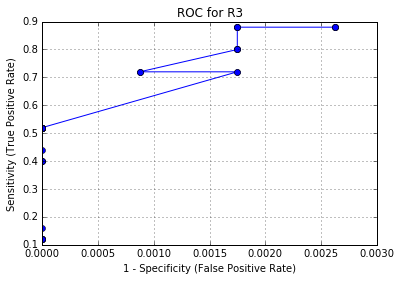 ROC for R3
Sensitivity (True Positive Rate)
0.9
0.8
0.7
0.6
0.5
0.4
0.3
0.2
0.1
0.0000 0.0005 0.0010 0.0015 0.0020 0.0025 0.0030
1 - Specificity (False Positive Rate)